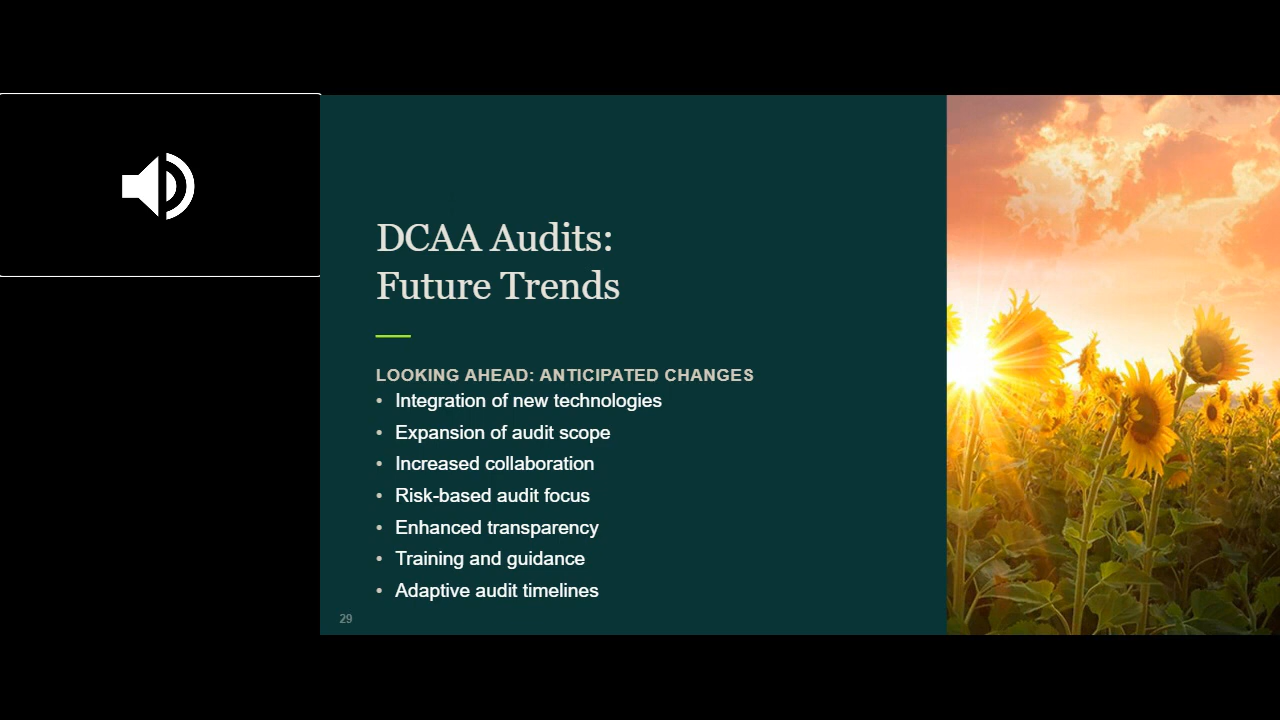 DCAA Audits:
Future Trends
LOOKING AHEAD: ANTICIPATED CHANGES
• Integration of new technologies
• Expansion of audit scope
• Increased collaboration
• Risk-based audit focus
• Enhanced transparency
• Training and guidance
• Adaptive audit timelines
29